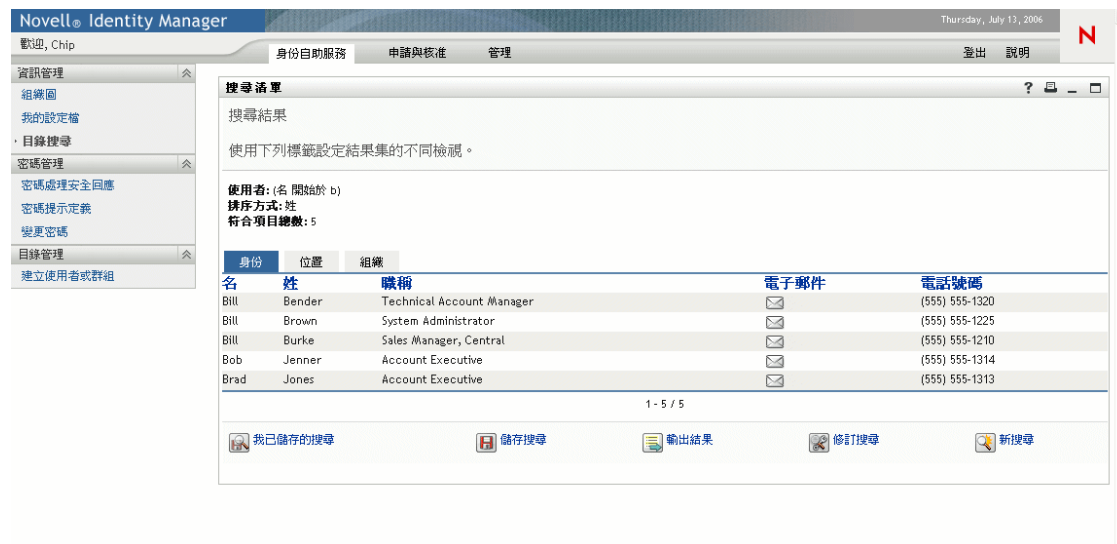 Novell® Identity Manager
Thursday, July 13, 2006
N
歡迎, Chip
身份自助服務 申請與核准 管理 登出 說明
資訊管理
組織圖
我的設定檔
· 目錄搜尋
密碼管理
密碼處理安全回應
密碼提示定義
變更密碼
目錄管理
建立使用者或群組
搜尋清單 ?
搜尋結果
使用下列標籤設定結果集的不同檢視。
使用者: (名 開始於 b)
排序方式: 姓
符合項目總數: 5
身份 位置 組織
名 姓 職稱 電子郵件 電話號碼
Bill Bender Technical Account Manager (555) 555-1320
Bill Brown System Administrator (555) 555-1225
Bill Burke Sales Manager, Central (555) 555-1210
Bob Jenner Account Executive (555) 555-1314
Brad Jones Account Executive (555) 555-1313
1 - 5 / 5
我已儲存的搜尋 儲存搜尋 輸出結果 修訂搜尋 新搜尋